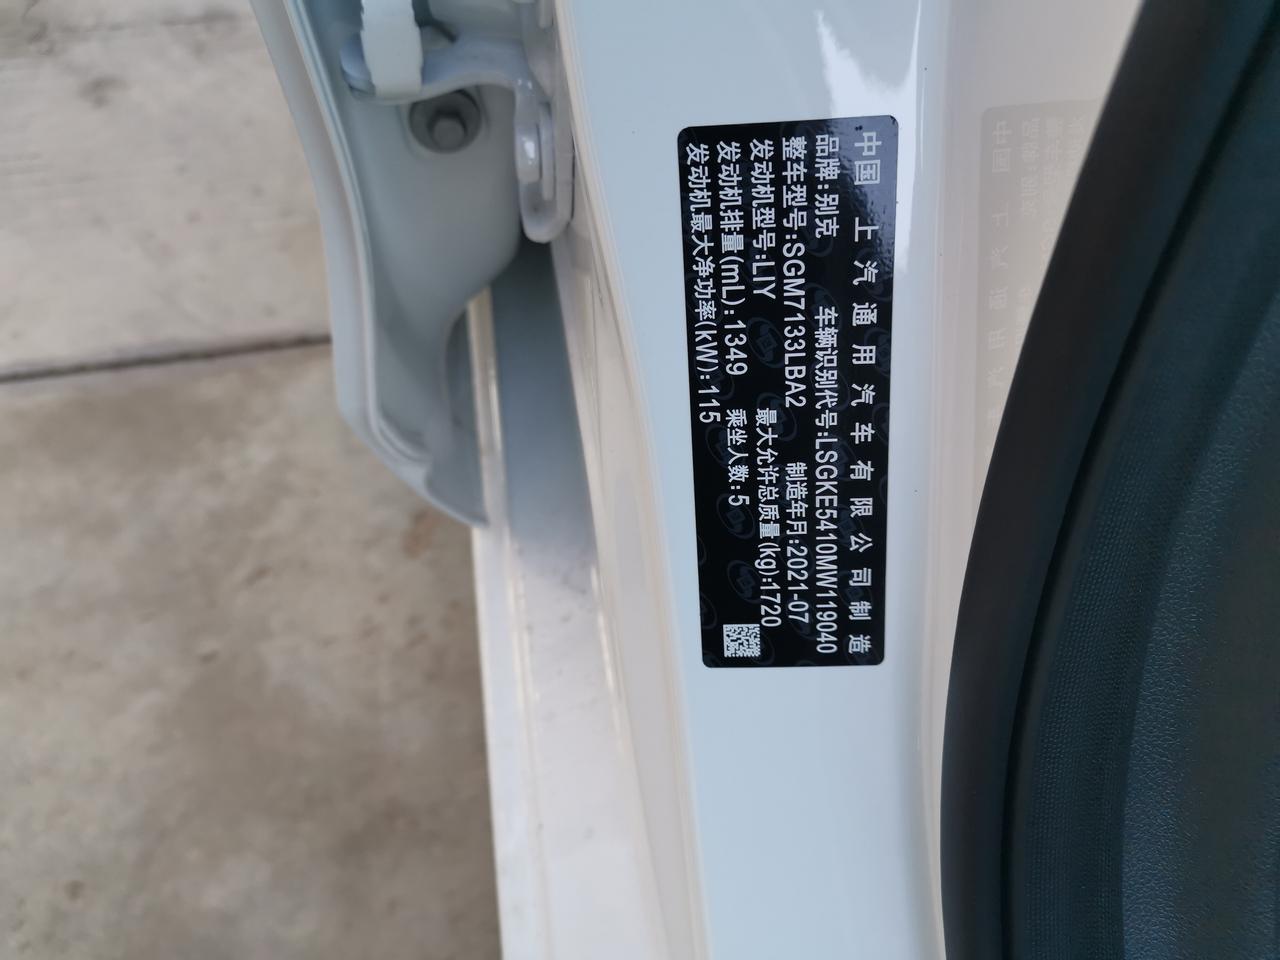 中国 上汽通用汽车有限公司制造
品牌:别克 车辆识别代号:LSGKE5410MW119040
整车型号:SGM7133LBA2 制造年月:2021-07
发动机型号:LIY 最大允许总质量(kg):1720
发动机排量(mL):1349 乘坐人数:5
发动机最大净功率(kW):115